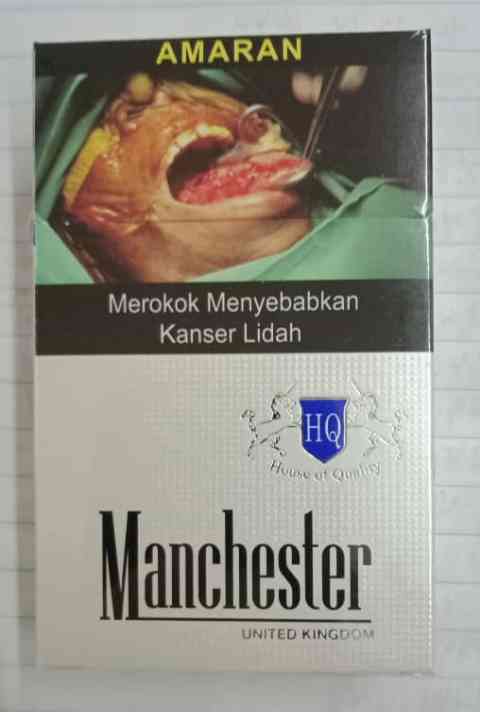 AMARAN
Merokok Menyebabkan
Kanser Lidah
HQ
House of Quality
Manchester
UNITED KINGDOM